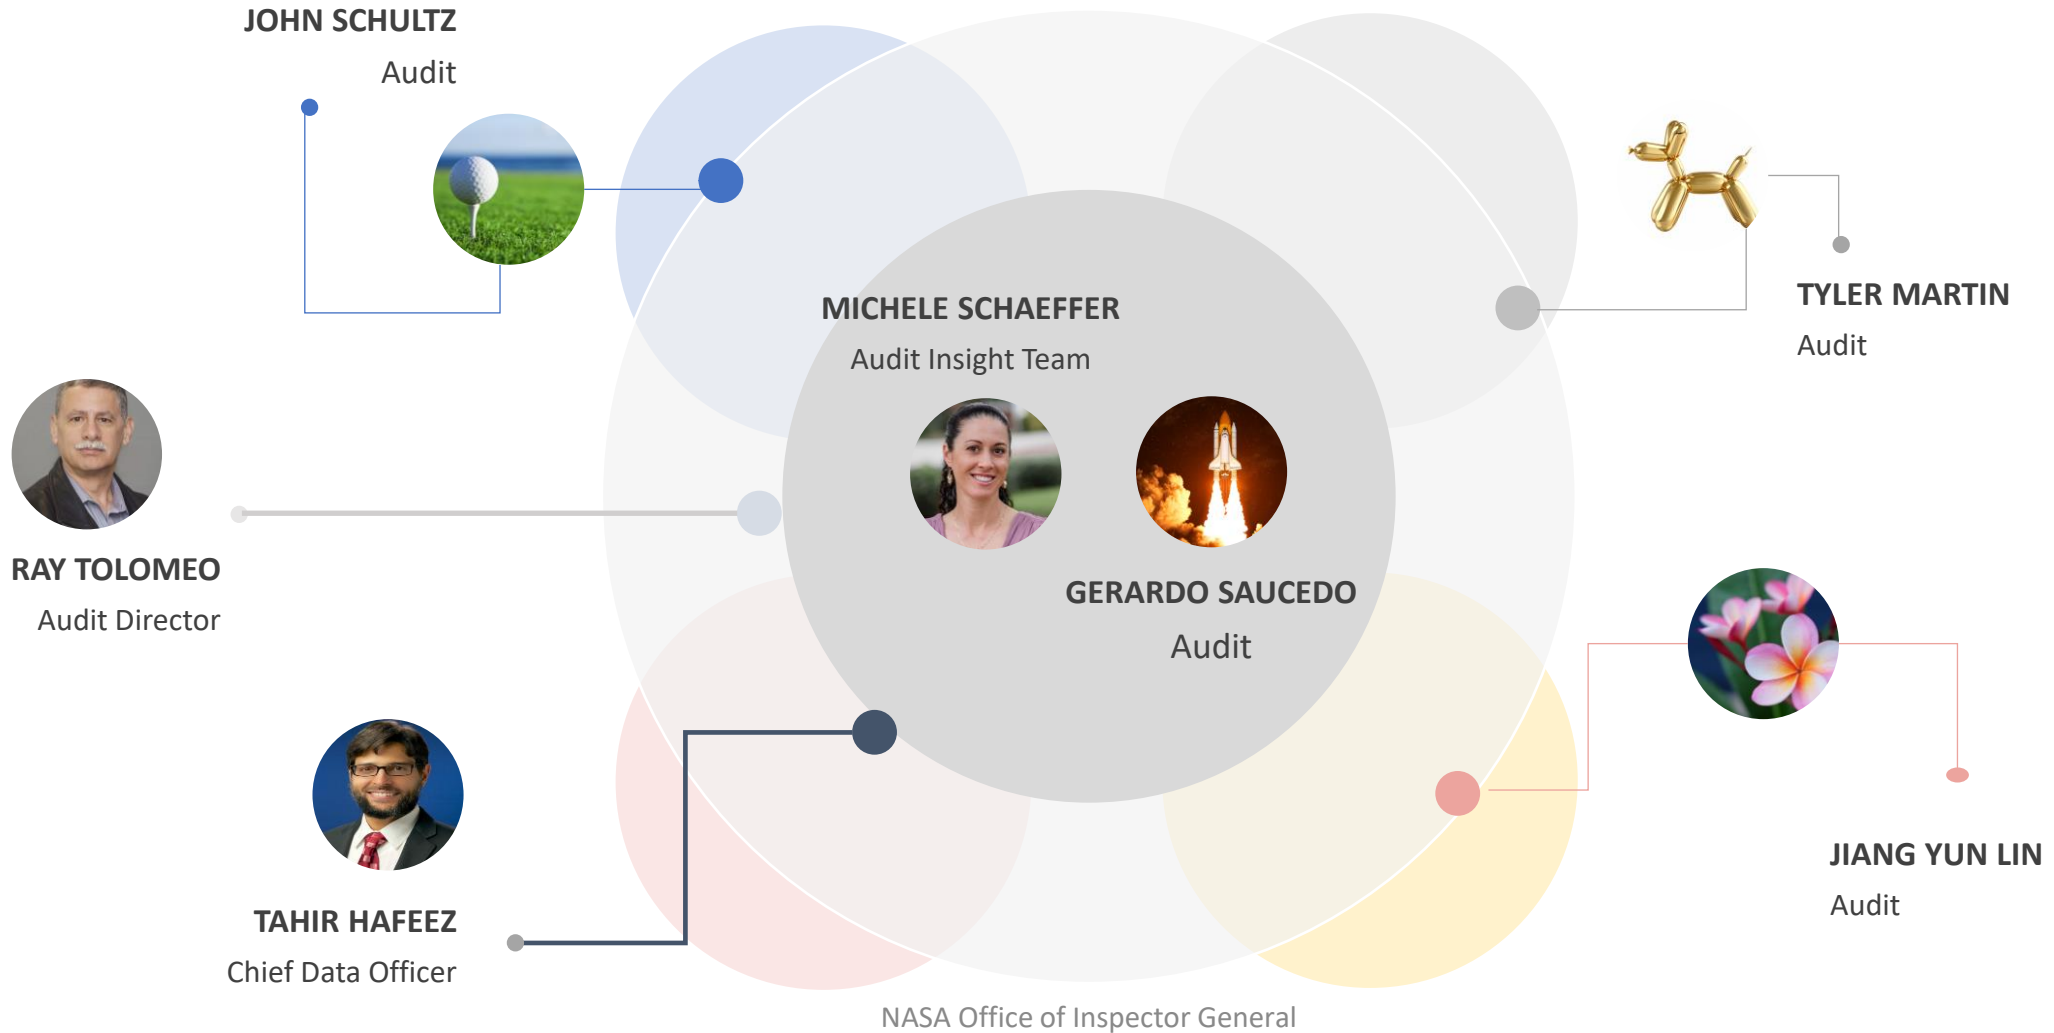 JOHN SCHULTZ
Audit
MICHELE SCHAEFFER
Audit Insight Team
TYLER MARTIN
Audit
RAY TOLOMEO
Audit Director
GERARDO SAUCEDO
Audit
TAHIR HAFEEZ
Chief Data Officer
JIANG YUN LIN
Audit
NASA Office of Inspector General